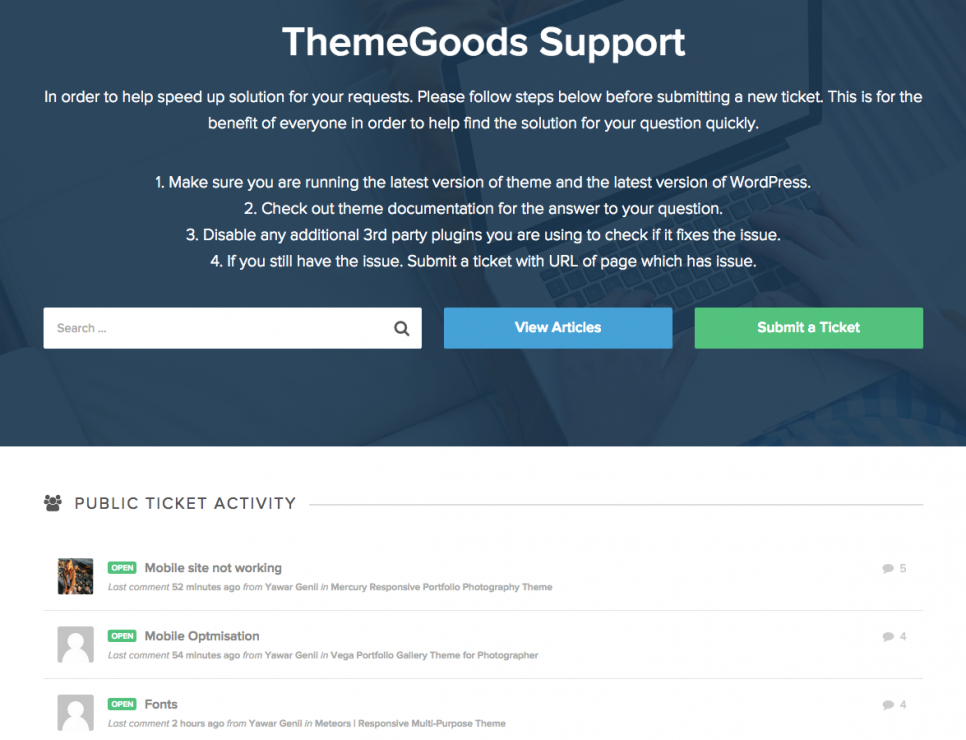 ThemeGoods Support
In order to help speed up solution for your requests. Please follow steps below before submitting a new ticket. This is for the
benefit of everyone in order to help find the solution for your question quickly.
1. Make sure you are running the latest version of theme and the latest version of WordPress.
2. Check out theme documentation for the answer to your question.
3. Disable any additional 3rd party plugins you are using to check if it fixes the issue.
4. If you still have the issue. Submit a ticket with URL of page which has issue.
Search ...
View Articles
Submit a Ticket
PUBLIC TICKET ACTIVITY
OPEN Mobile site not working 5
Last comment 52 minutes ago from Yawar Genii in Mercury Responsive Portfolio Photography Theme
OPEN Mobile Optmisation 4
Last comment 54 minutes ago from Yawar Genii in Vega Portfolio Gallery Theme for Photographer
OPEN Fonts 4
Last comment 2 hours ago from Yawar Genii in Meteors | Responsive Multi-Purpose Theme